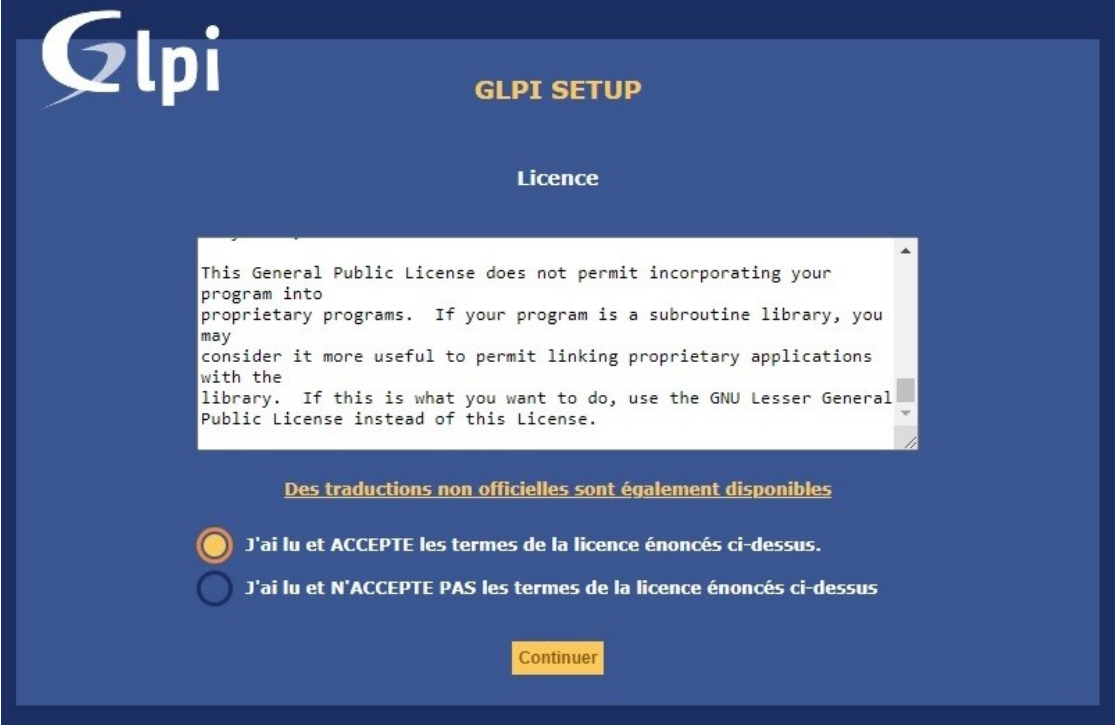 Glpi
GLPI SETUP
Licence
This General Public License does not permit incorporating your
program into
proprietary programs.  If your program is a subroutine library, you
may
consider it more useful to permit linking proprietary applications
with the
library.  If this is what you want to do, use the GNU Lesser General
Public License instead of this License.
Des traductions non officielles sont également disponibles
J'ai lu et ACCEPTE les termes de la licence énoncés ci-dessus.
J'ai lu et N'ACCEPTE PAS les termes de la licence énoncés ci-dessus
Continuer